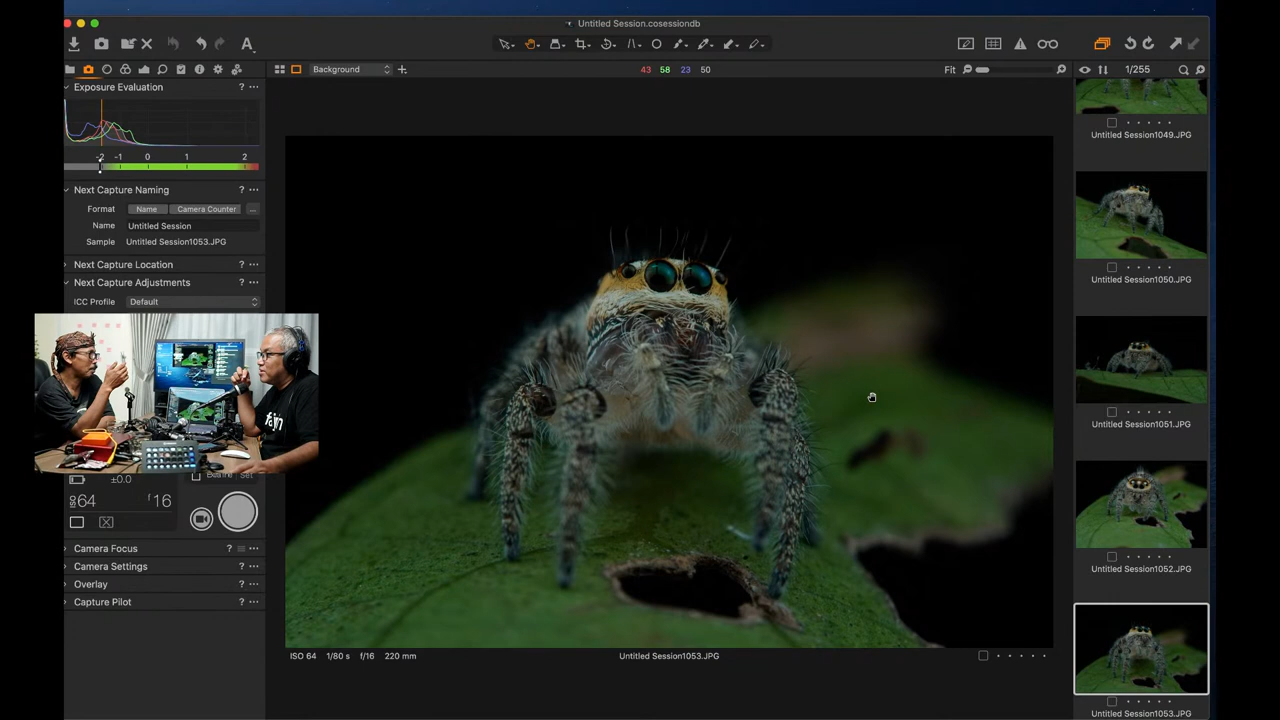 Untitled Session.cosessiondb
A
Background
43 58 23 50
Fit
1/255
Exposure Evaluation
?
-2 -1 0 1 2
Next Capture Naming
?
Format Name Camera Counter
Name Untitled Session
Sample Untitled Session1053.JPG
Next Capture Location
?
Next Capture Adjustments
?
ICC Profile Default
±0.0
ISO 64 f 16
Camera Focus
?
Camera Settings
?
Overlay
?
Capture Pilot
?
ISO 64 1/80 s f/16 220 mm
Untitled Session1053.JPG
Untitled Session1049.JPG
Untitled Session1050.JPG
Untitled Session1051.JPG
Untitled Session1052.JPG
Untitled Session1053.JPG